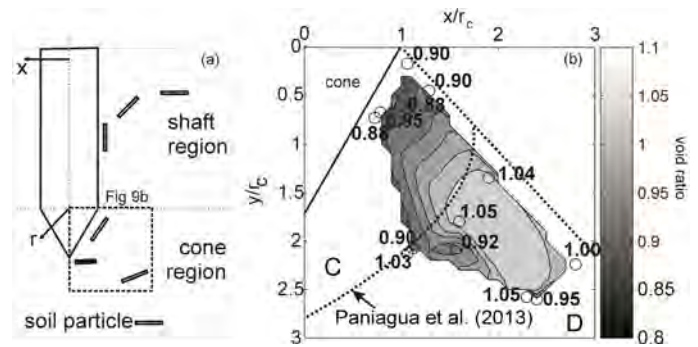 (a)
x
shaft
region
Fig 9b
r
cone
region
soil particle
x/r_c
0 1 2 3
(b)
y/r_c
0
0.5
1
1.5
2
2.5
3
cone
0.90
0.90
0.88
0.95
0.88
1.04
1.05
0.90
0.92
1.03
1.00
1.05
0.95
C
D
Paniagua et al. (2013)
1.1
1.05
1
0.95
0.9
0.85
0.8
void ratio